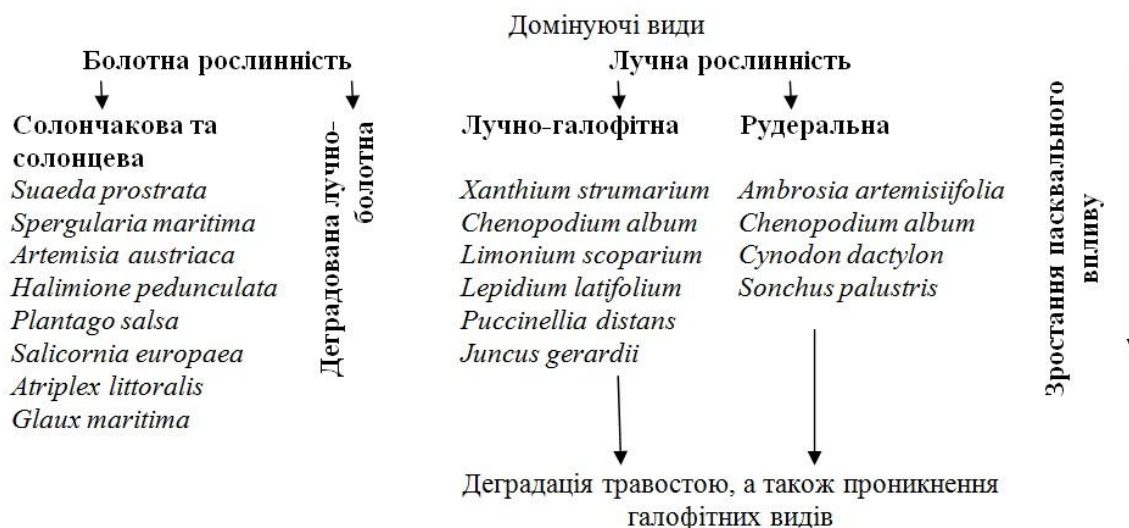 Домінуючі види
Болотна рослинність
Лучна рослинність
Солончакова та
солонцева
Suaeda prostrata
Spergularia maritima
Artemisia austriaca
Halimione pedunculata
Plantago salsa
Salicornia europaea
Atriplex littoralis
Glaux maritima
Деградована лучно-
болотна
Лучно-галофітна
Xanthium strumarium
Chenopodium album
Limonium scoparium
Lepidium latifolium
Puccinellia distans
Juncus gerardii
Рудеральна
Ambrosia artemisiifolia
Chenopodium album
Cynodon dactylon
Sonchus palustris
Деградація травостою, а також проникнення
галофітних видів
Зростання пасквального
впливу